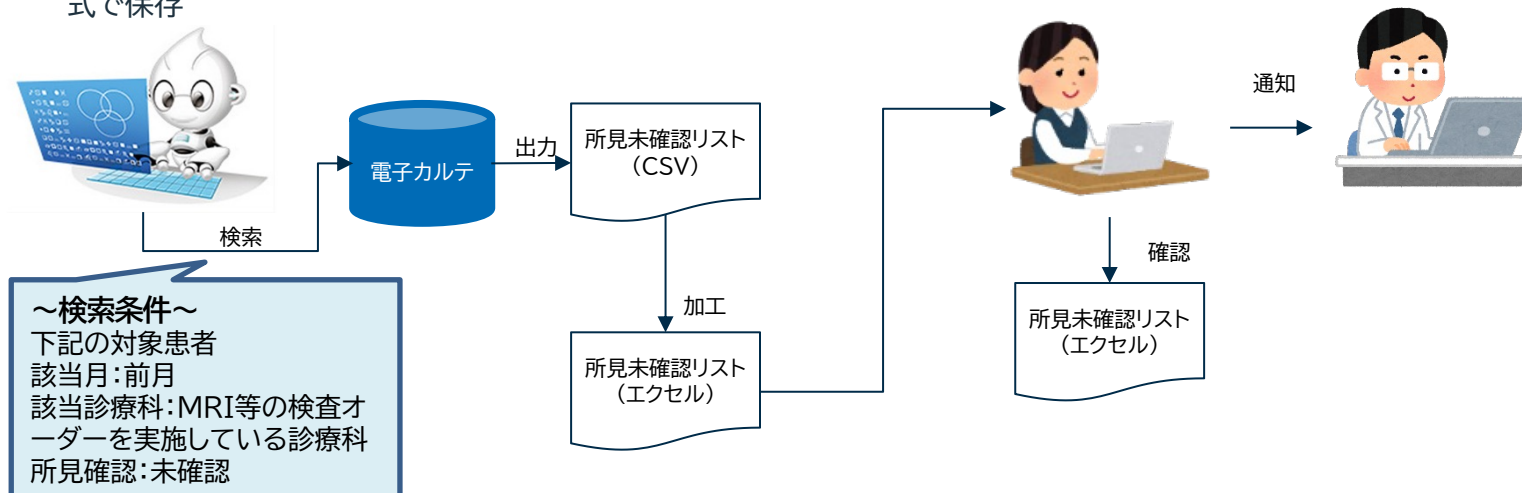 式で保存
検索
電子カルテ
出力
所見未確認リスト
(CSV)
加工
所見未確認リスト
(エクセル)
通知
確認
所見未確認リスト
(エクセル)
～検索条件～
下記の対象患者
該当月：前月
該当診療科：MRI等の検査オ
ーダーを実施している診療科
所見確認：未確認